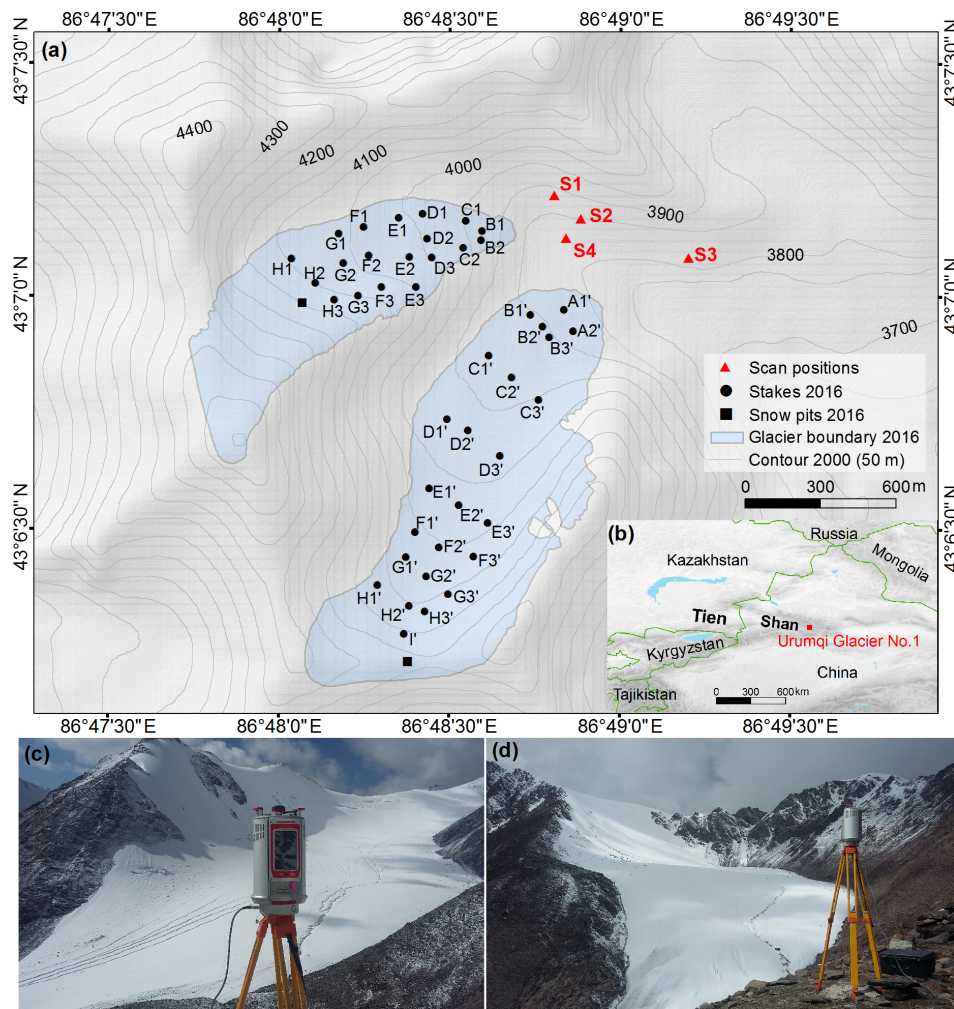 86°47'30"E 86°48'0"E 86°48'30"E 86°49'0"E 86°49'30"E
(a)
43°7'30" N
43°7'30" N
4400
4300
4200
4100
4000
S1
S2
3900
S4
S3
3800
F1
D1
C1
E1
B1
G1
D2
B2
H1
F2
C2
H2
G2
E2
D3
F3
E3
H3
G3
43°7'0" N
43°7'0" N
A1'
B1'
A2'
B2'
B3'
3700
C1'
C2'
C3'
D1'
D2'
D3'
Scan positions
Stakes 2016
Snow pits 2016
Glacier boundary 2016
Contour 2000 (50 m)
0 300 600 m
E1'
E2'
E3'
F1'
F2'
F3'
G1'
G2'
G3'
H1'
H2'
H3'
I'
43°6'30" N
43°6'30" N
(b)
Russia
Kazakhstan
Mongolia
Tien Shan
Urumqi Glacier No.1
Kyrgyzstan
China
Tajikistan
0 300 600 km
86°47'30"E 86°48'0"E 86°48'30"E 86°49'0"E 86°49'30"E
(c)
(d)